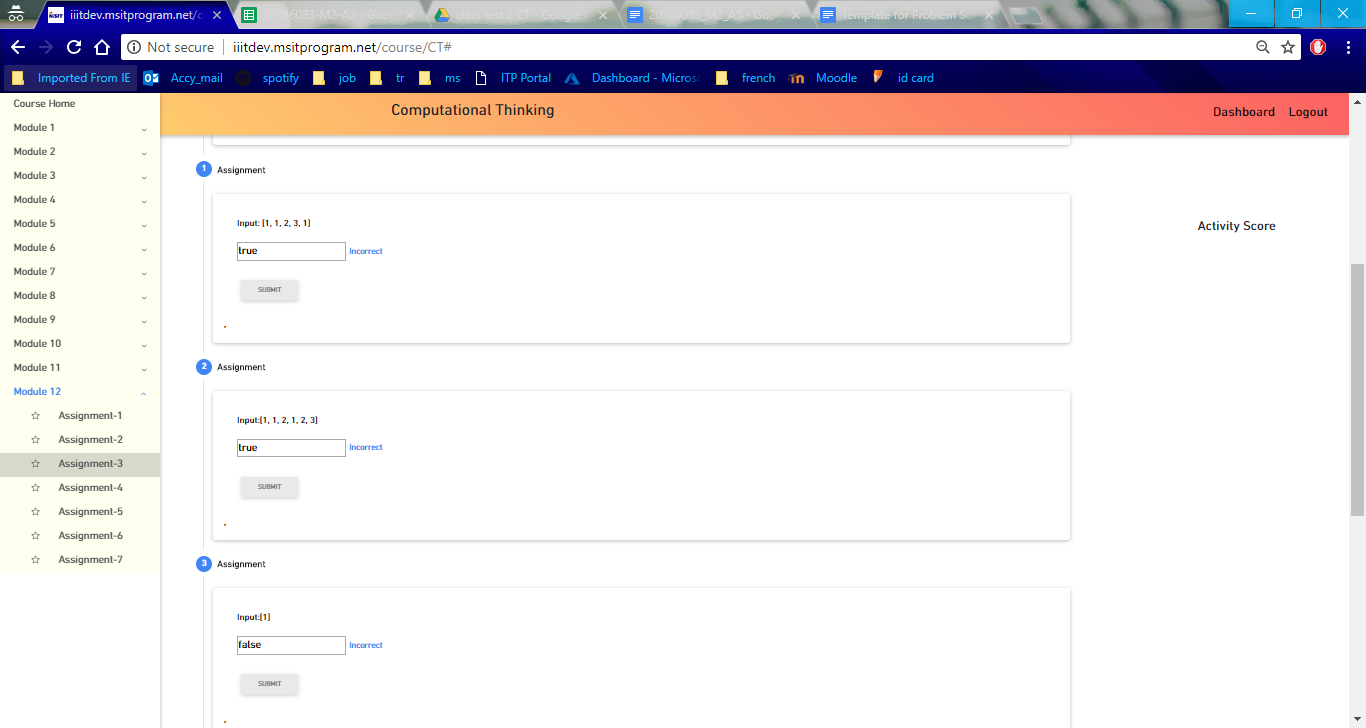 iiitdev.msitprogram.net/c
20176083-M2-A2 - Goo
class test 2 CT - Google
20176083_M2_A5 - Goo
Template for Problem So
Not secure
iiitdev.msitprogram.net/course/CT#
Imported From IE
Accy_mail
spotify
job
tr
ms
ITP Portal
Dashboard - Micros
french
Moodle
id card
Course Home
Module 1
Module 2
Module 3
Module 4
Module 5
Module 6
Module 7
Module 8
Module 9
Module 10
Module 11
Module 12
Assignment-1
Assignment-2
Assignment-3
Assignment-4
Assignment-5
Assignment-6
Assignment-7
Computational Thinking
Dashboard
Logout
1 Assignment
Input: [1, 1, 2, 3, 1]
true Incorrect
SUBMIT
.
2 Assignment
Input:[1, 1, 2, 1, 2, 3]
true Incorrect
SUBMIT
.
3 Assignment
Input:[1]
false Incorrect
SUBMIT
.
Activity Score